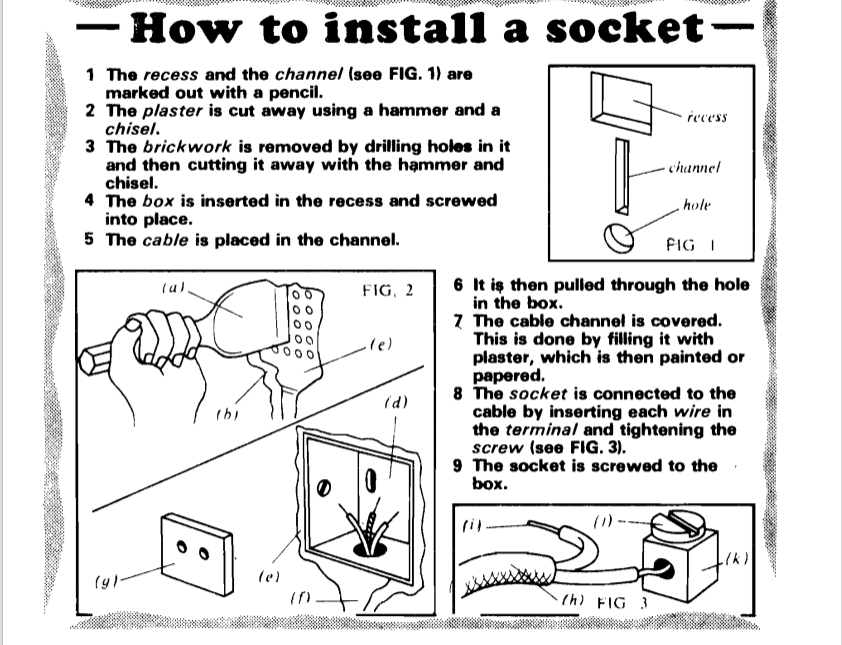 How to install a socket
1 The recess and the channel (see FIG. 1) are
marked out with a pencil.
2 The plaster is cut away using a hammer and a
chisel.
3 The brickwork is removed by drilling holes in it
and then cutting it away with the hammer and
chisel.
4 The box is inserted in the recess and screwed
into place.
5 The cable is placed in the channel.
recess
channel
hole
FIG 1
(a)
FIG. 2
(e)
(b)
(d)
(g)
(e)
(f)
6 It is then pulled through the hole
in the box.
7 The cable channel is covered.
This is done by filling it with
plaster, which is then painted or
papered.
8 The socket is connected to the
cable by inserting each wire in
the terminal and tightening the
screw (see FIG. 3).
9 The socket is screwed to the
box.
(i)
(l)
(k)
(h) FIG 3